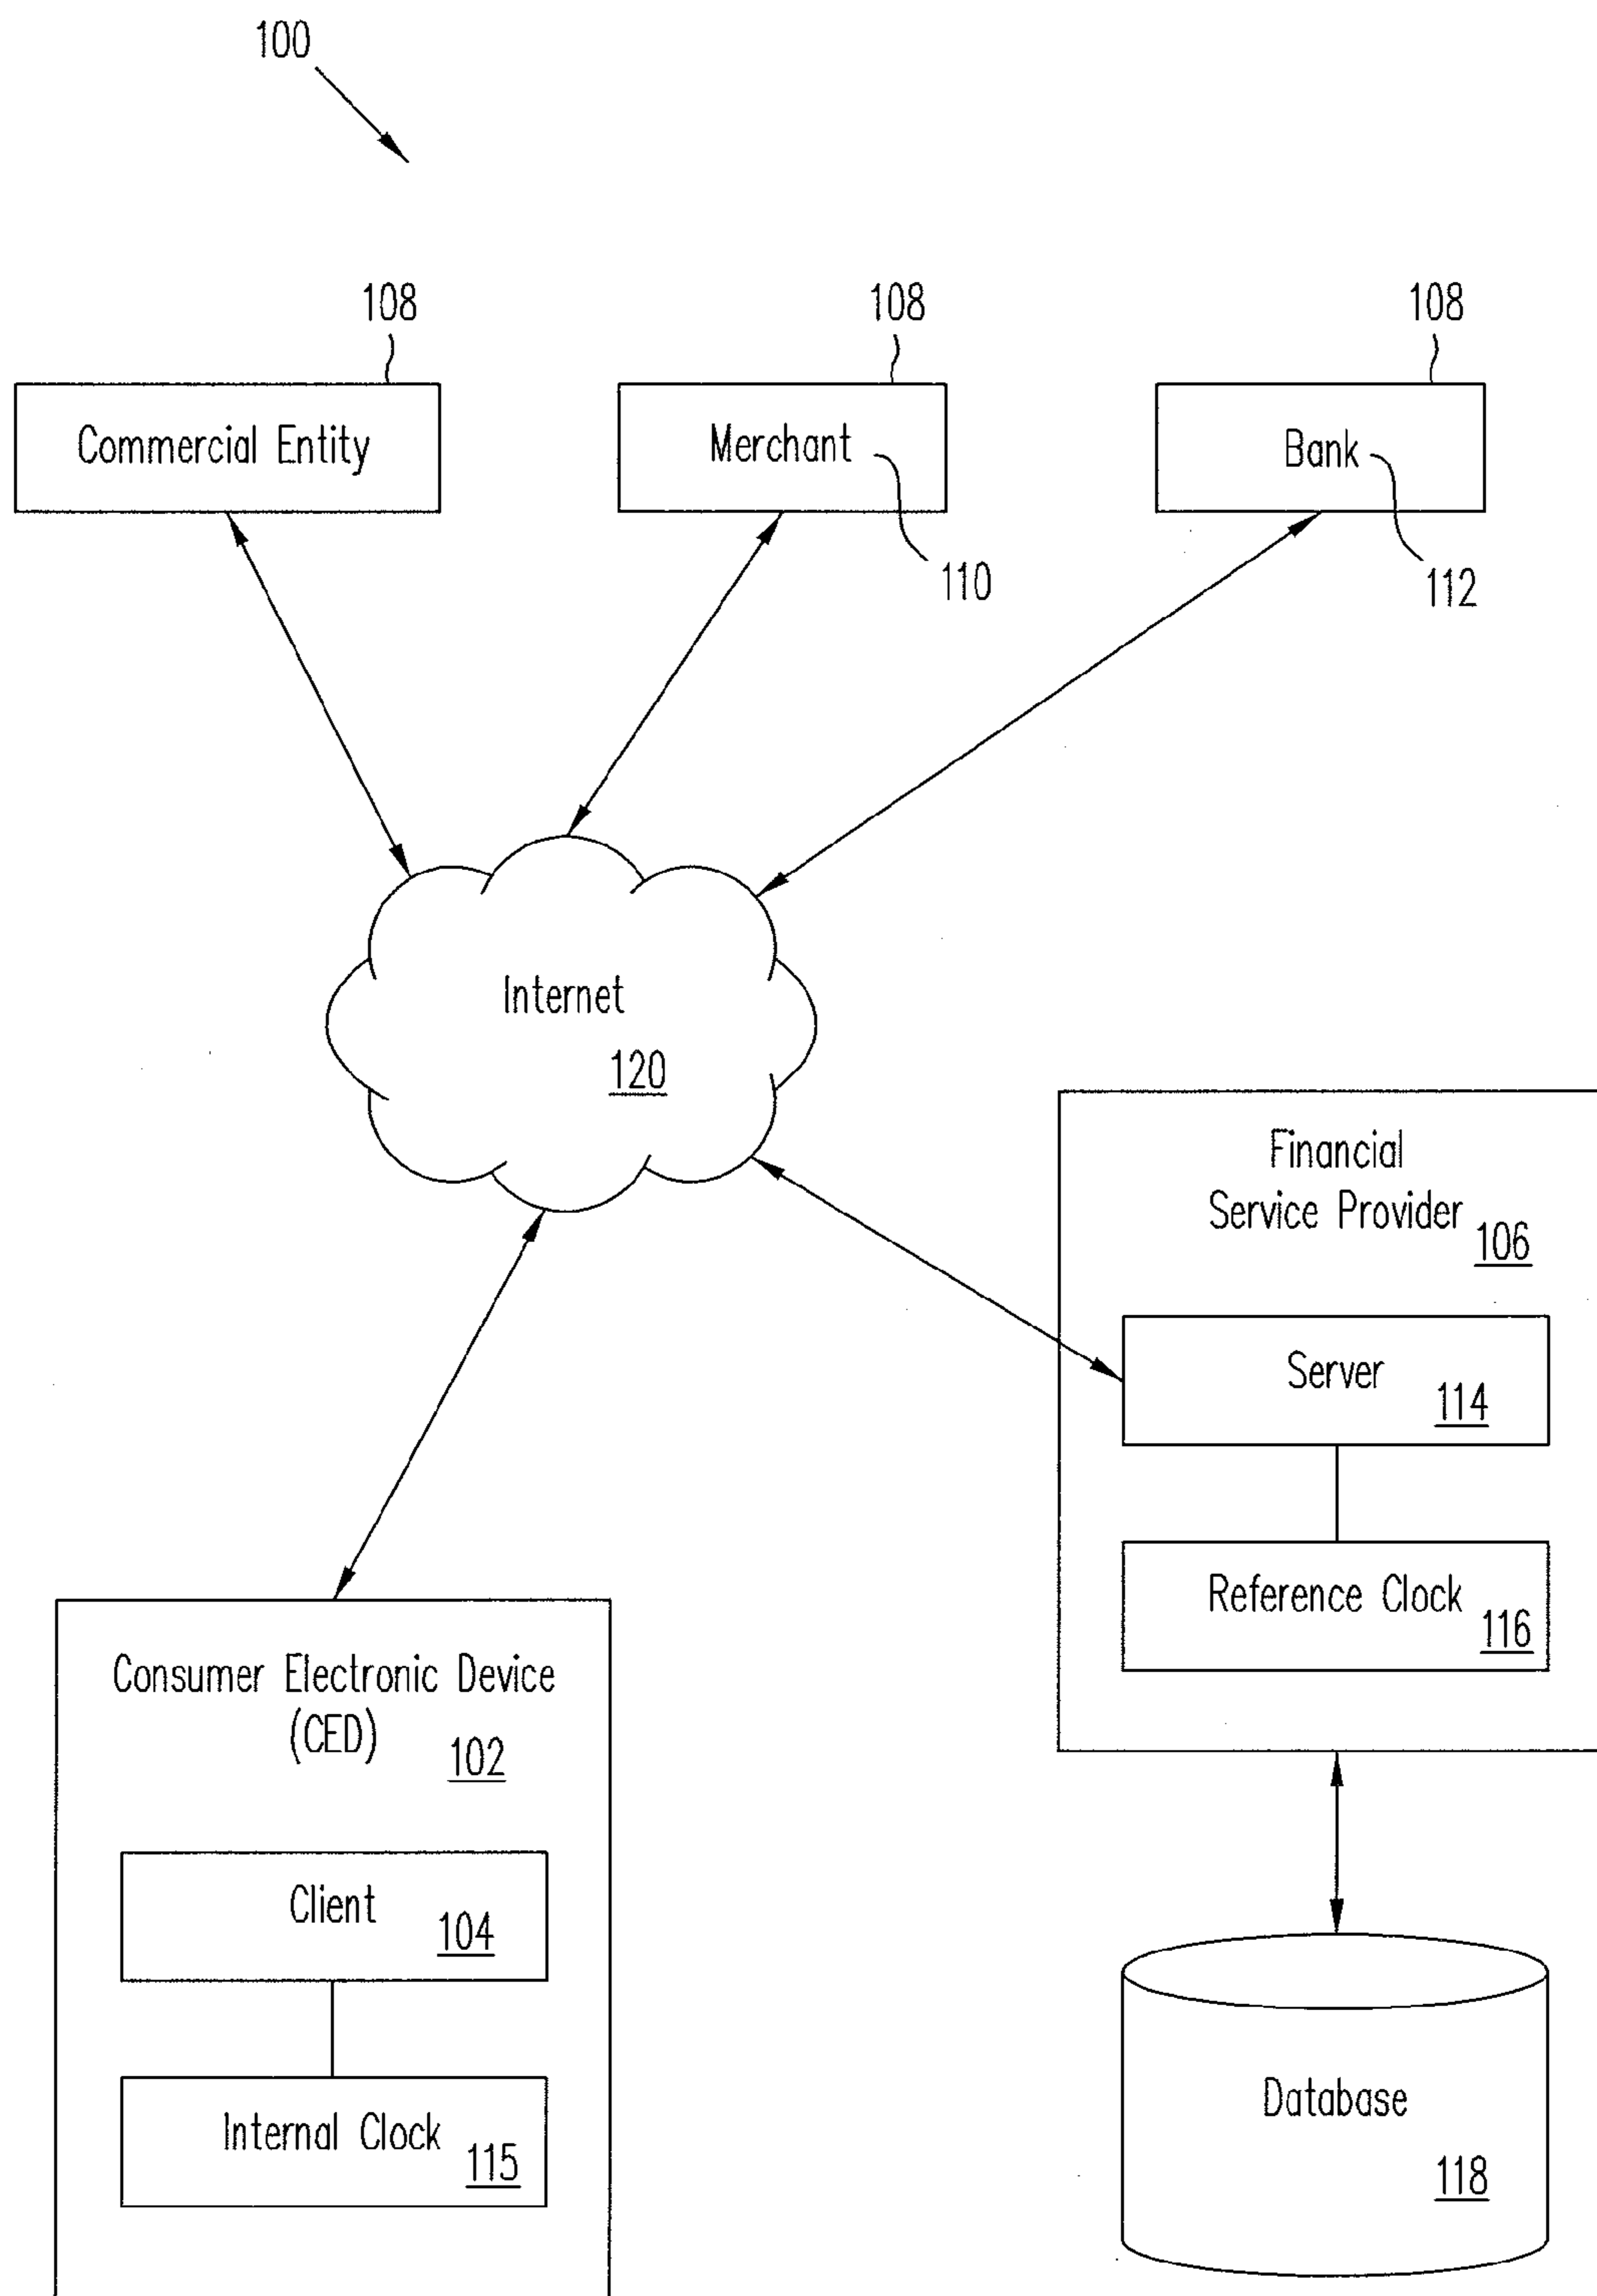 100
108
108
108
Commercial Entity
Merchant
Bank
110
112
Internet
120
Financial
Service Provider
106
Server
114
Reference Clock
116
Consumer Electronic Device
(CED)
102
Client
104
Internal Clock
115
Database
118